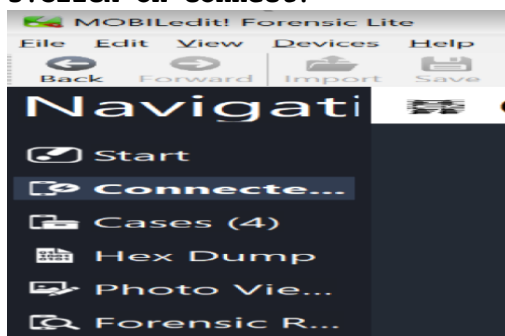 MOBILedit! Forensic Lite
File Edit View Devices Help
Back Forward Import Save
Navigati
Start
Connecte...
Cases (4)
Hex Dump
Photo Vie...
Forensic R...